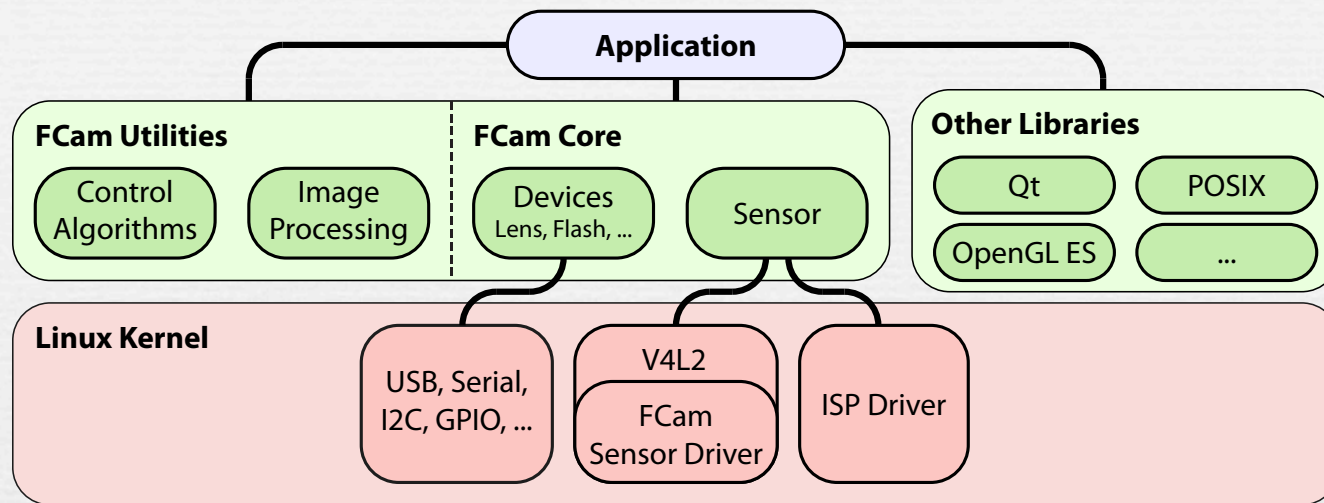 Application
FCam Utilities
Control
Algorithms
Image
Processing
FCam Core
Devices
Lens, Flash, ...
Sensor
Other Libraries
Qt
POSIX
OpenGL ES
...
Linux Kernel
USB, Serial,
I2C, GPIO, ...
V4L2
FCam
Sensor Driver
ISP Driver